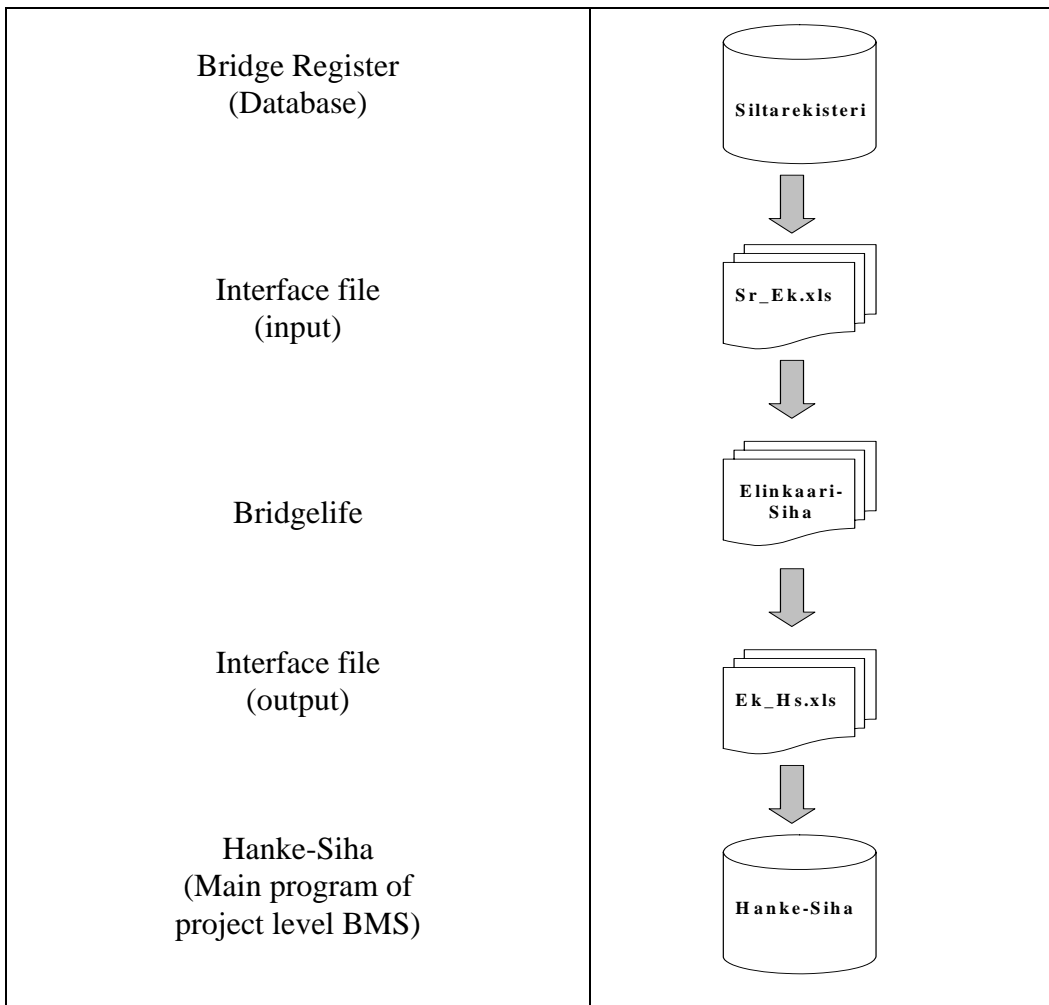 Bridge Register
(Database)
Siltarekisteri
Interface file
(input)
Sr_Ek.xls
Bridgelife
Elinkaari-
Siha
Interface file
(output)
Ek_Hs.xls
Hanke-Siha
(Main program of
project level BMS)
Hanke-Siha